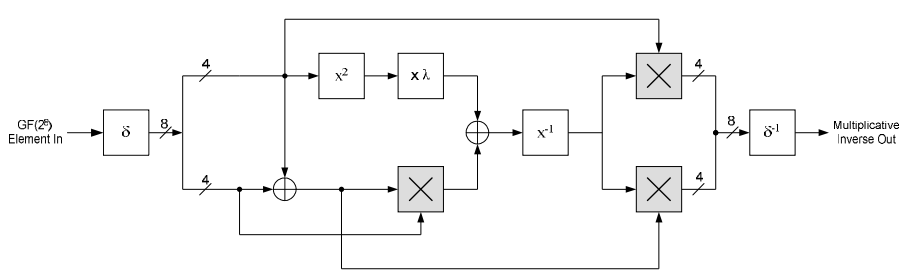 GF(2⁸)
Element In
δ
8
4
4
x²
x λ
x⁻¹
4
4
8
δ⁻¹
Multiplicative
Inverse Out